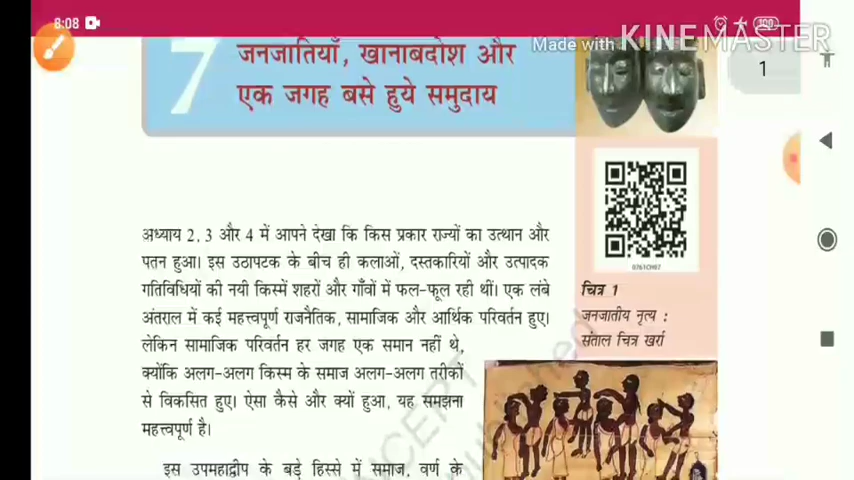 8:08
Made with KINEMASTER
7
जनजातियाँ, खानाबदोश और
एक जगह बसे हुये समुदाय
1
0761CH07
अध्याय 2, 3 और 4 में आपने देखा कि किस प्रकार राज्यों का उत्थान और
पतन हुआ। इस उठापटक के बीच ही कलाओं, दस्तकारियों और उत्पादक
गतिविधियों की नयी किस्में शहरों और गाँवों में फल-फूल रही थीं। एक लंबे
अंतराल में कई महत्त्वपूर्ण राजनैतिक, सामाजिक और आर्थिक परिवर्तन हुए।
लेकिन सामाजिक परिवर्तन हर जगह एक समान नहीं थे,
क्योंकि अलग-अलग किस्म के समाज अलग-अलग तरीकों
से विकसित हुए। ऐसा कैसे और क्यों हुआ, यह समझना
महत्त्वपूर्ण है।
इस उपमहाद्वीप के बड़े हिस्से में समाज, वर्ण के
चित्र 1
जनजातीय नृत्य :
संताल चित्र खर्रा